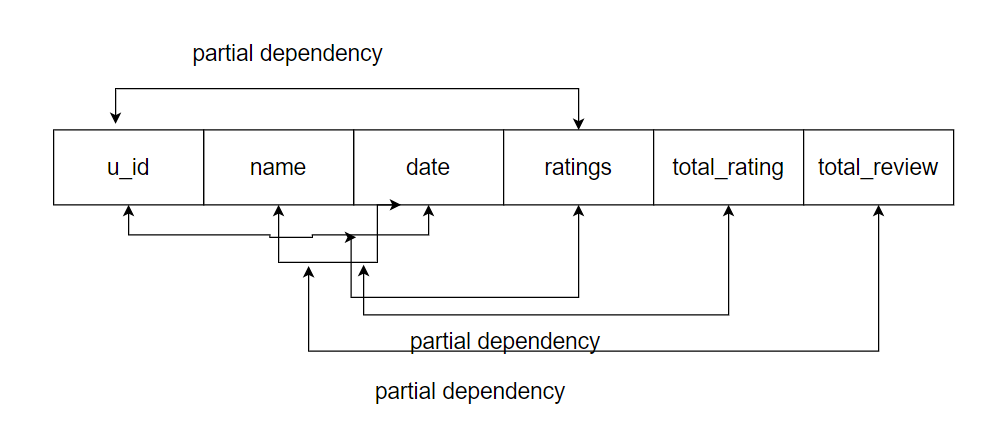 partial dependency
u_id name date ratings total_rating total_review
partial dependency
partial dependency